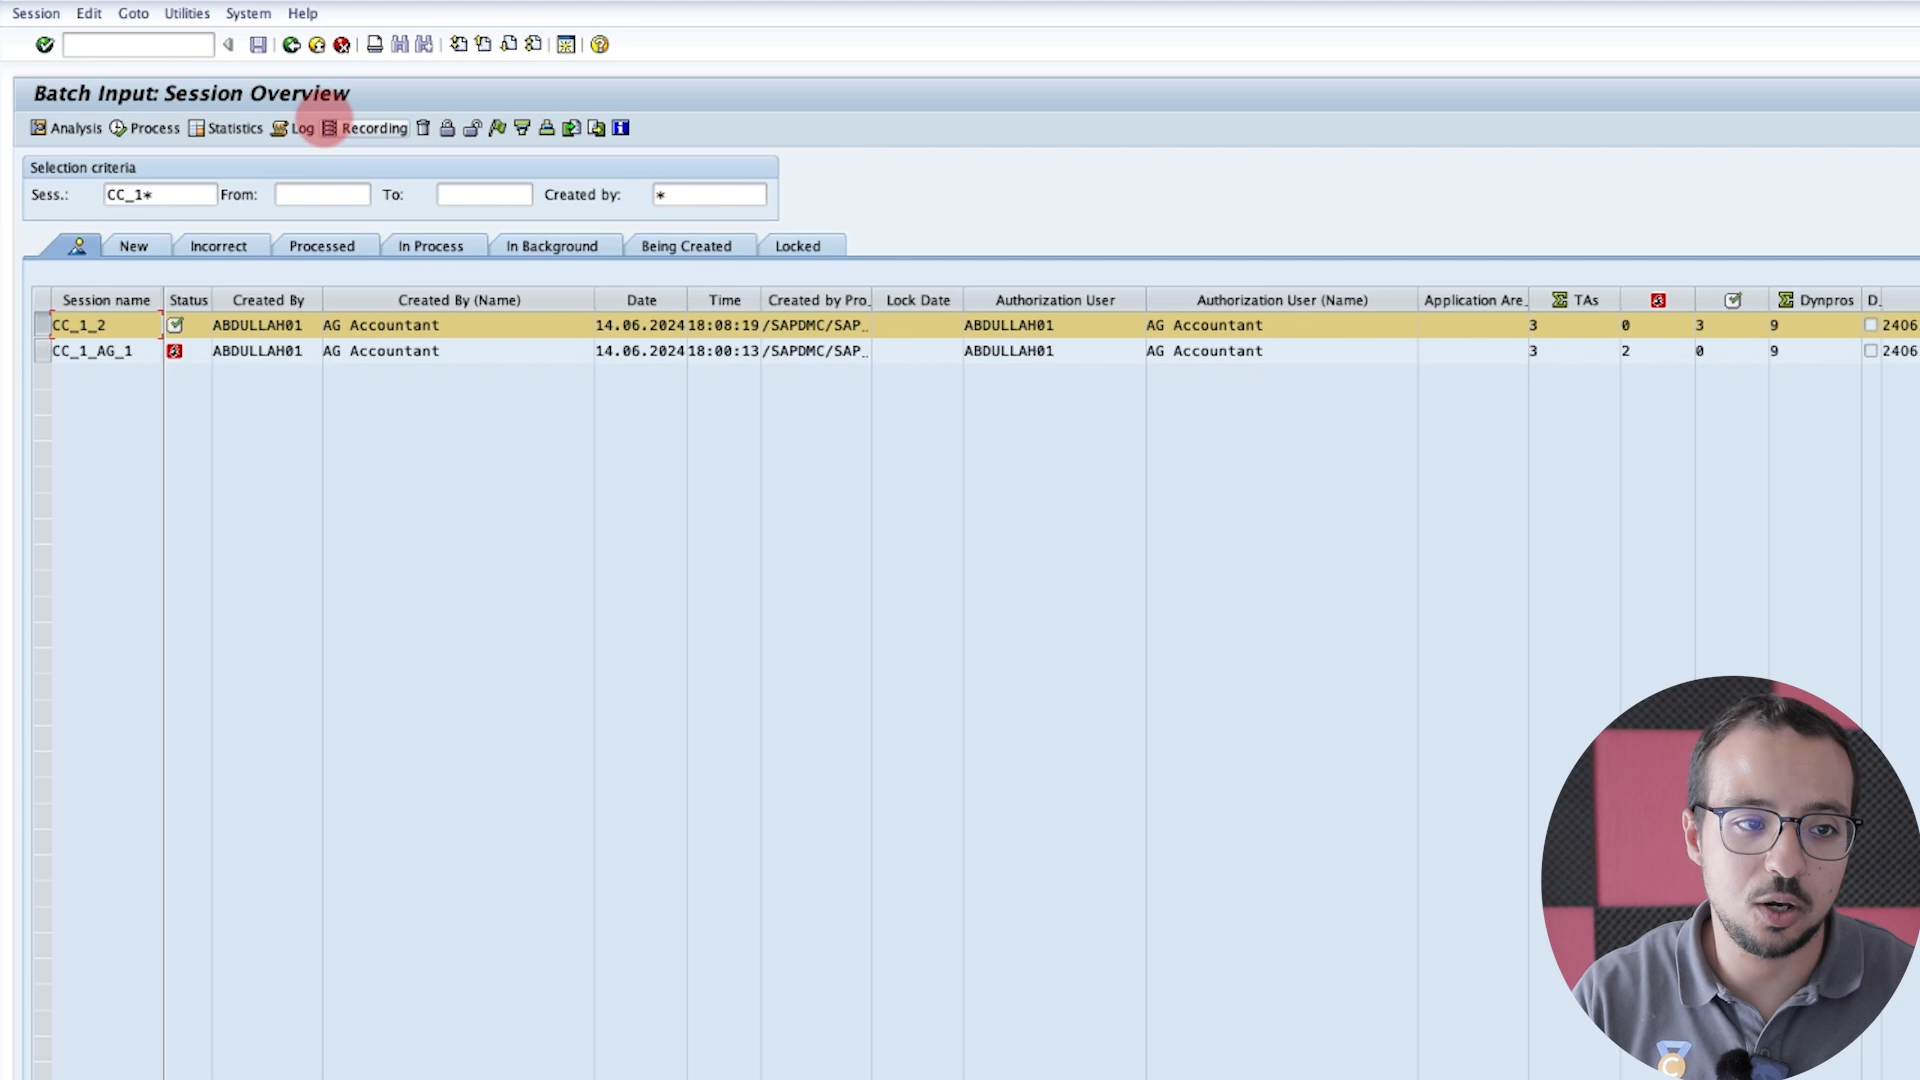 Session Edit Goto Utilities System Help
Batch Input: Session Overview
Analysis Process Statistics Log Recording
Selection criteria
Sess.: CC_1* From: To: Created by: *
New Incorrect Processed In Process In Background Being Created Locked
Session name Status Created By Created By (Name) Date Time Created by Pro. Lock Date Authorization User Authorization User (Name) Application Are. TAs Dynpros D.
CC_1_2 ABDULLAH01 AG Accountant 14.06.2024 18:08:19 /SAPDMC/SAP.. ABDULLAH01 AG Accountant 3 0 3 9 2406
CC_1_AG_1 ABDULLAH01 AG Accountant 14.06.2024 18:00:13 /SAPDMC/SAP.. ABDULLAH01 AG Accountant 3 2 0 9 2406
C